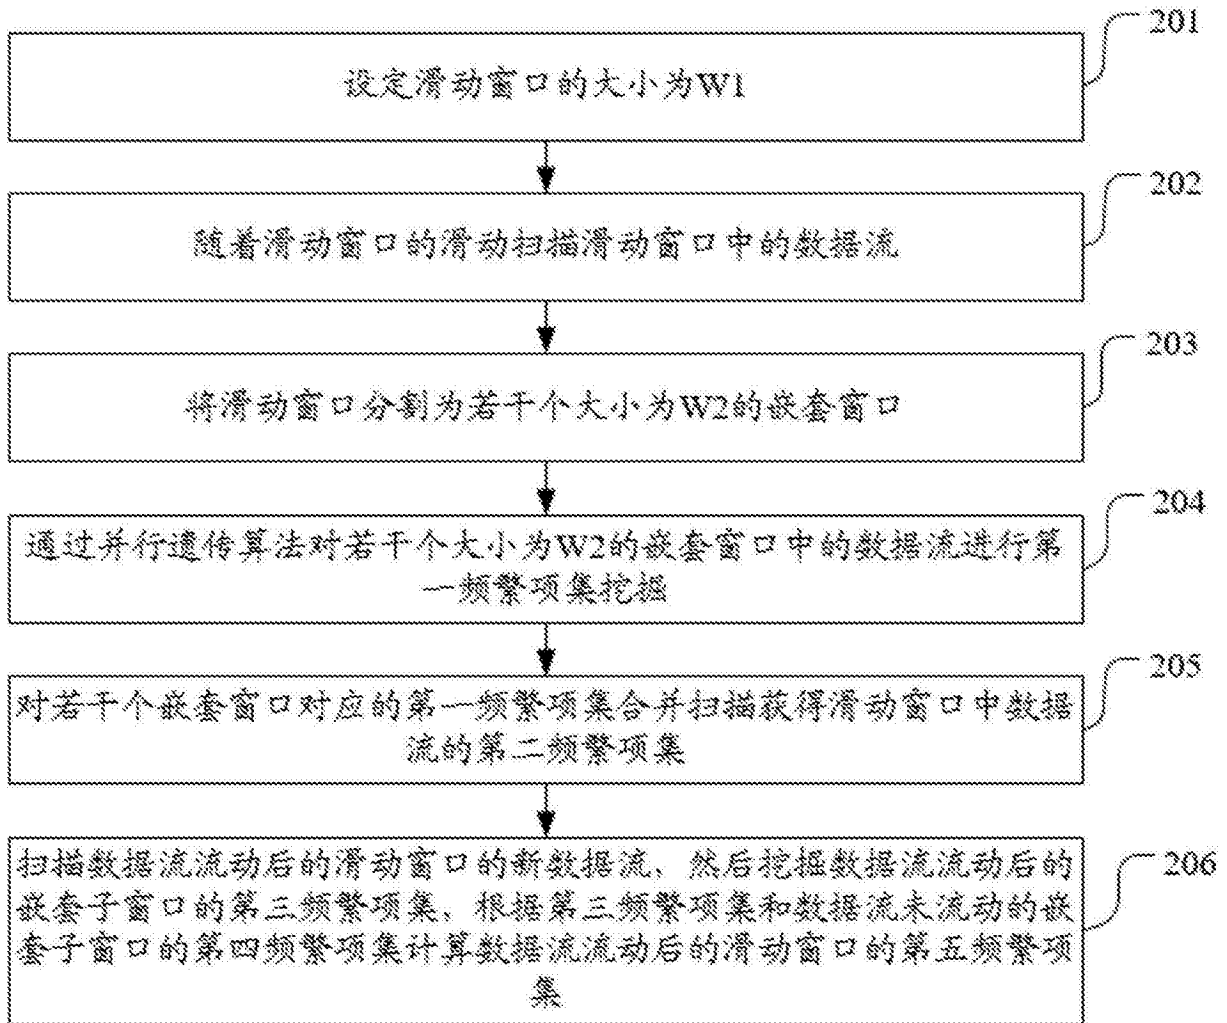 201
设定滑动窗口的大小为W1
202
随着滑动窗口的滑动扫描滑动窗口中的数据流
203
将滑动窗口分割为若干个大小为W2的嵌套窗口
204
通过并行遗传算法对若干个大小为W2的嵌套窗口中的数据流进行第
一频繁项集挖掘
205
对若干个嵌套窗口对应的第一频繁项集合并扫描获得滑动窗口中数据
流的第二频繁项集
206
扫描数据流流动后的滑动窗口的新数据流，然后挖掘数据流流动后的
嵌套子窗口的第三频繁项集，根据第三频繁项集和数据流未流动的嵌
套子窗口的第四频繁项集计算数据流流动后的滑动窗口的第五频繁项
集